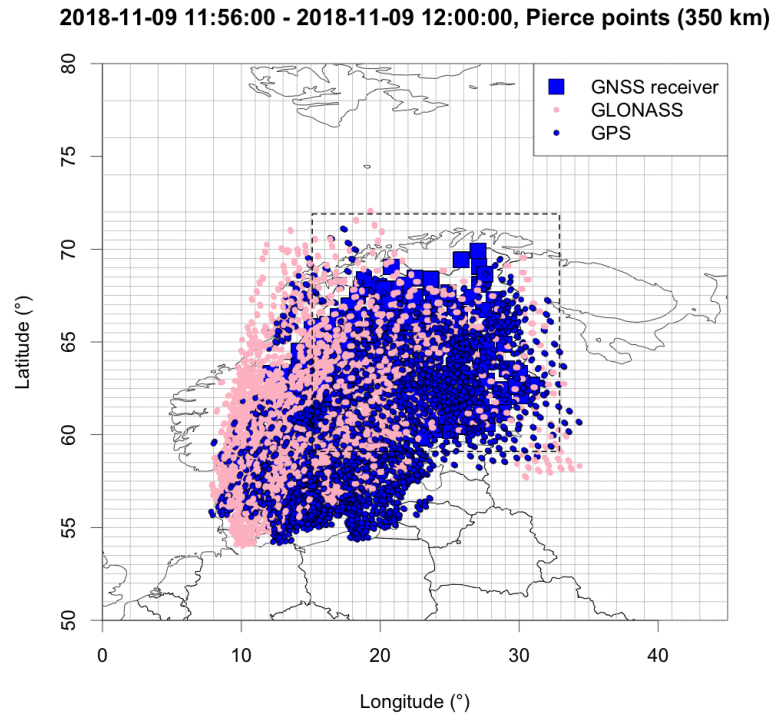 2018-11-09 11:56:00 - 2018-11-09 12:00:00, Pierce points (350 km)
GNSS receiver
GLONASS
GPS
80
75
70
65
60
55
50
Latitude (°)
0
10
20
30
40
Longitude (°)